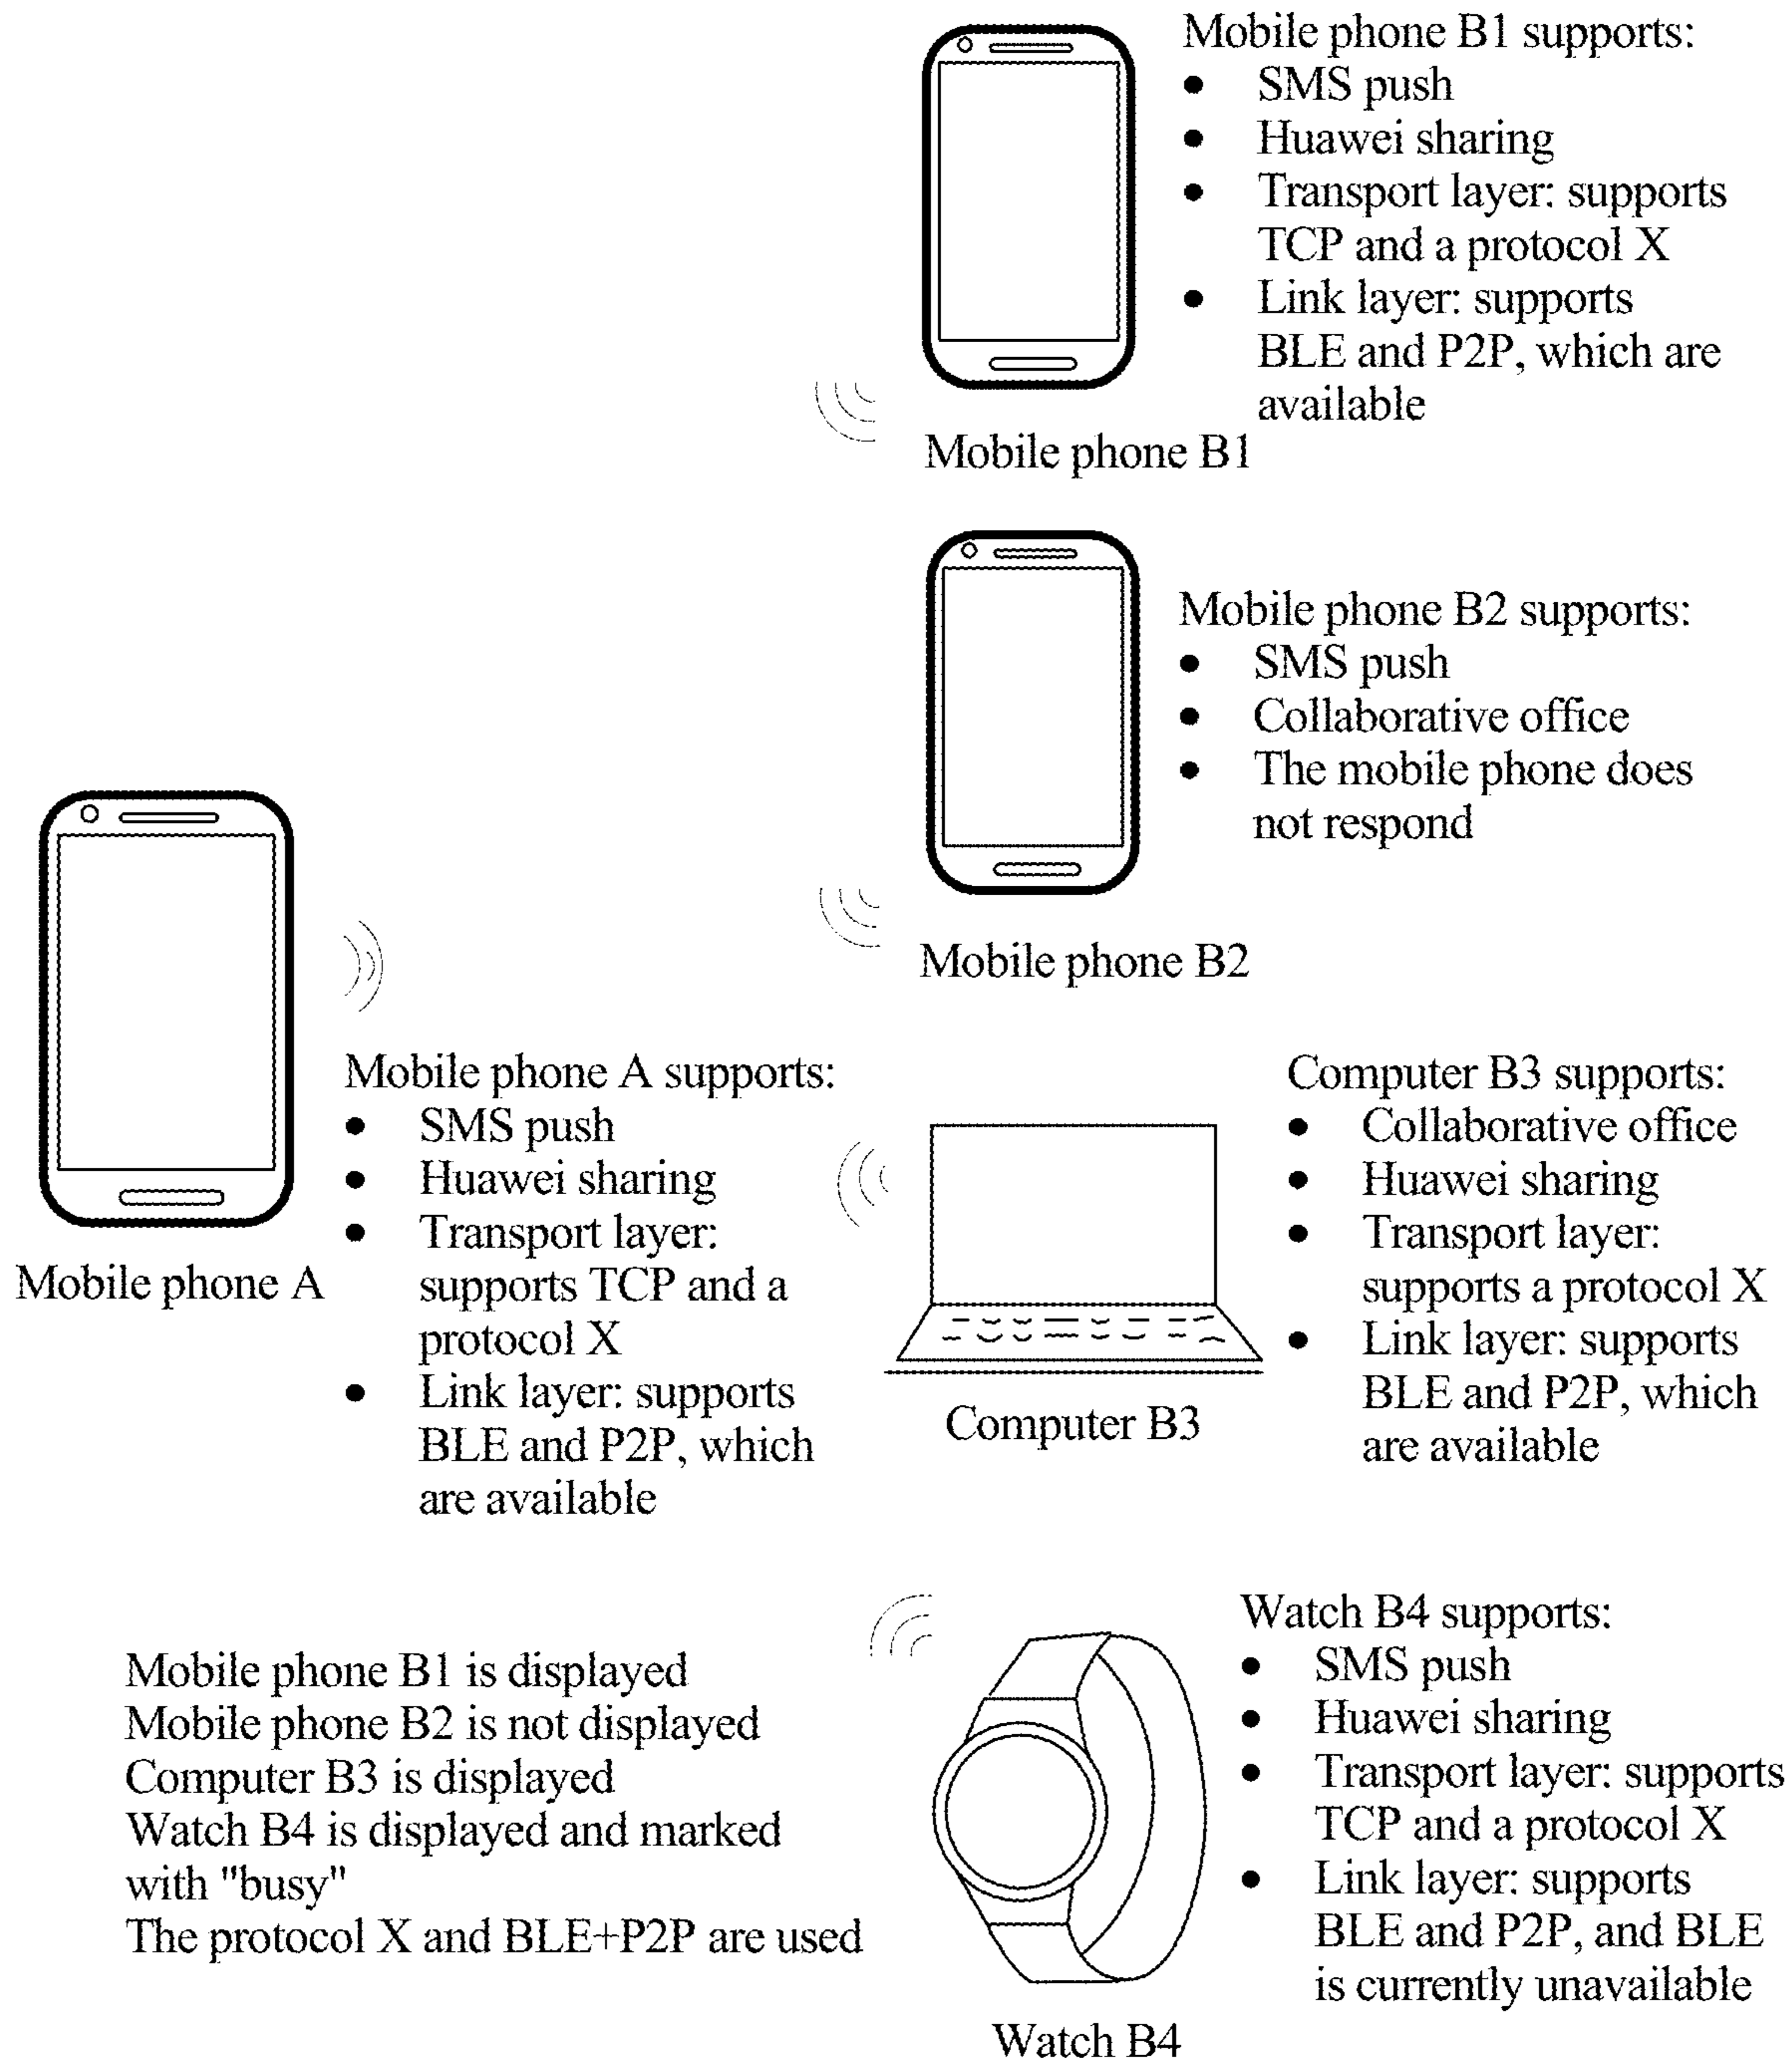 Mobile phone B1 supports:
• SMS push
• Huawei sharing
• Transport layer: supports
TCP and a protocol X
• Link layer: supports
BLE and P2P, which are
available
Mobile phone B1
Mobile phone B2 supports:
• SMS push
• Collaborative office
• The mobile phone does
not respond
Mobile phone B2
Mobile phone A
Mobile phone A supports:
• SMS push
• Huawei sharing
• Transport layer:
supports TCP and a
protocol X
• Link layer: supports
BLE and P2P, which
are available
Computer B3 supports:
• Collaborative office
• Huawei sharing
• Transport layer:
supports a protocol X
• Link layer: supports
BLE and P2P, which
are available
Computer B3
Mobile phone B1 is displayed
Mobile phone B2 is not displayed
Computer B3 is displayed
Watch B4 is displayed and marked
with "busy"
The protocol X and BLE+P2P are used
Watch B4 supports:
• SMS push
• Huawei sharing
• Transport layer: supports
TCP and a protocol X
• Link layer: supports
BLE and P2P, and BLE
is currently unavailable
Watch B4